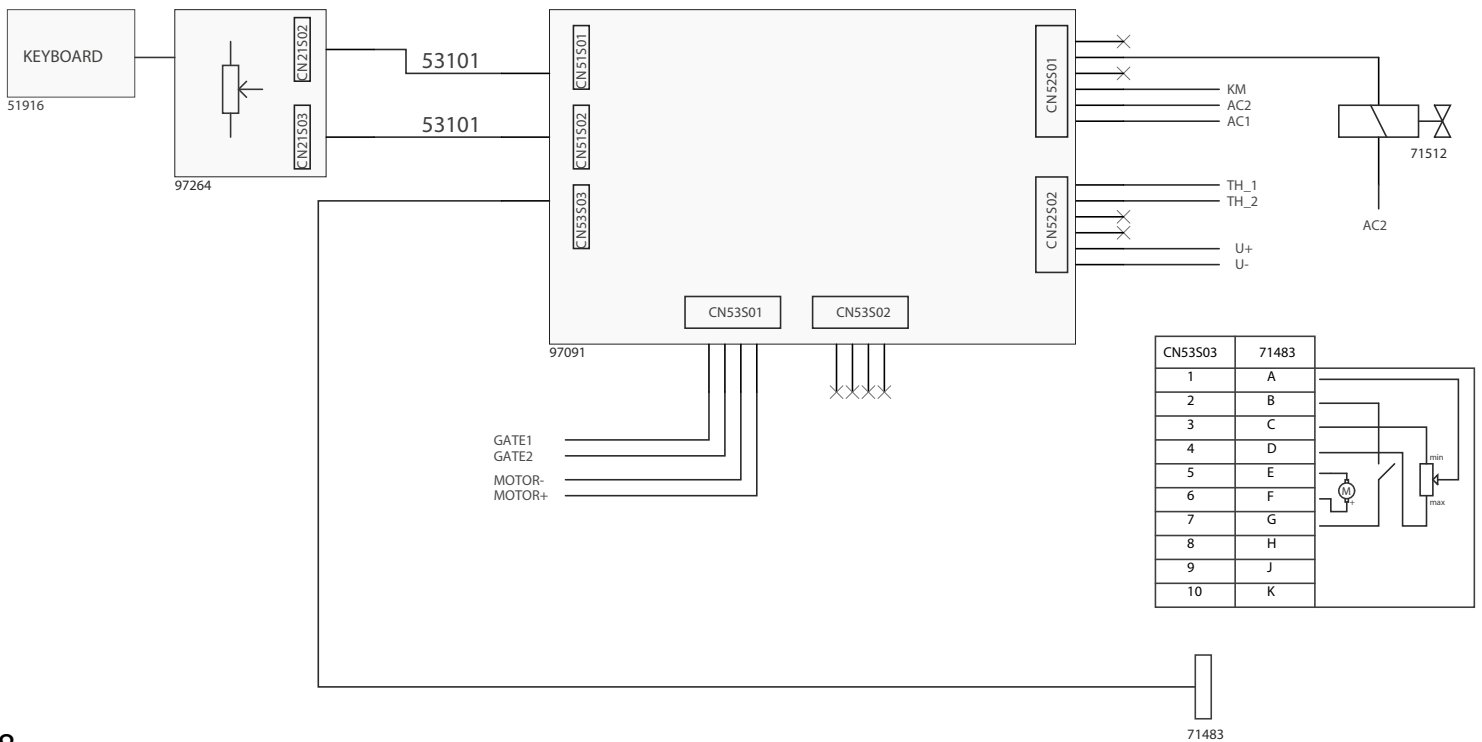 KEYBOARD
51916
CN21S02
CN21S03
97264
53101
53101
CN51S01
CN51S02
CN53S03
CN52S01
CN52S02
CN53S01
CN53S02
97091
KM
AC2
AC1
TH_1
TH_2
U+
U-
71512
AC2
GATE1
GATE2
MOTOR-
MOTOR+
CN53S03 71483
1 A
2 B
3 C
4 D
5 E
6 F
7 G
8 H
9 J
10 K
M
+
min
max
71483